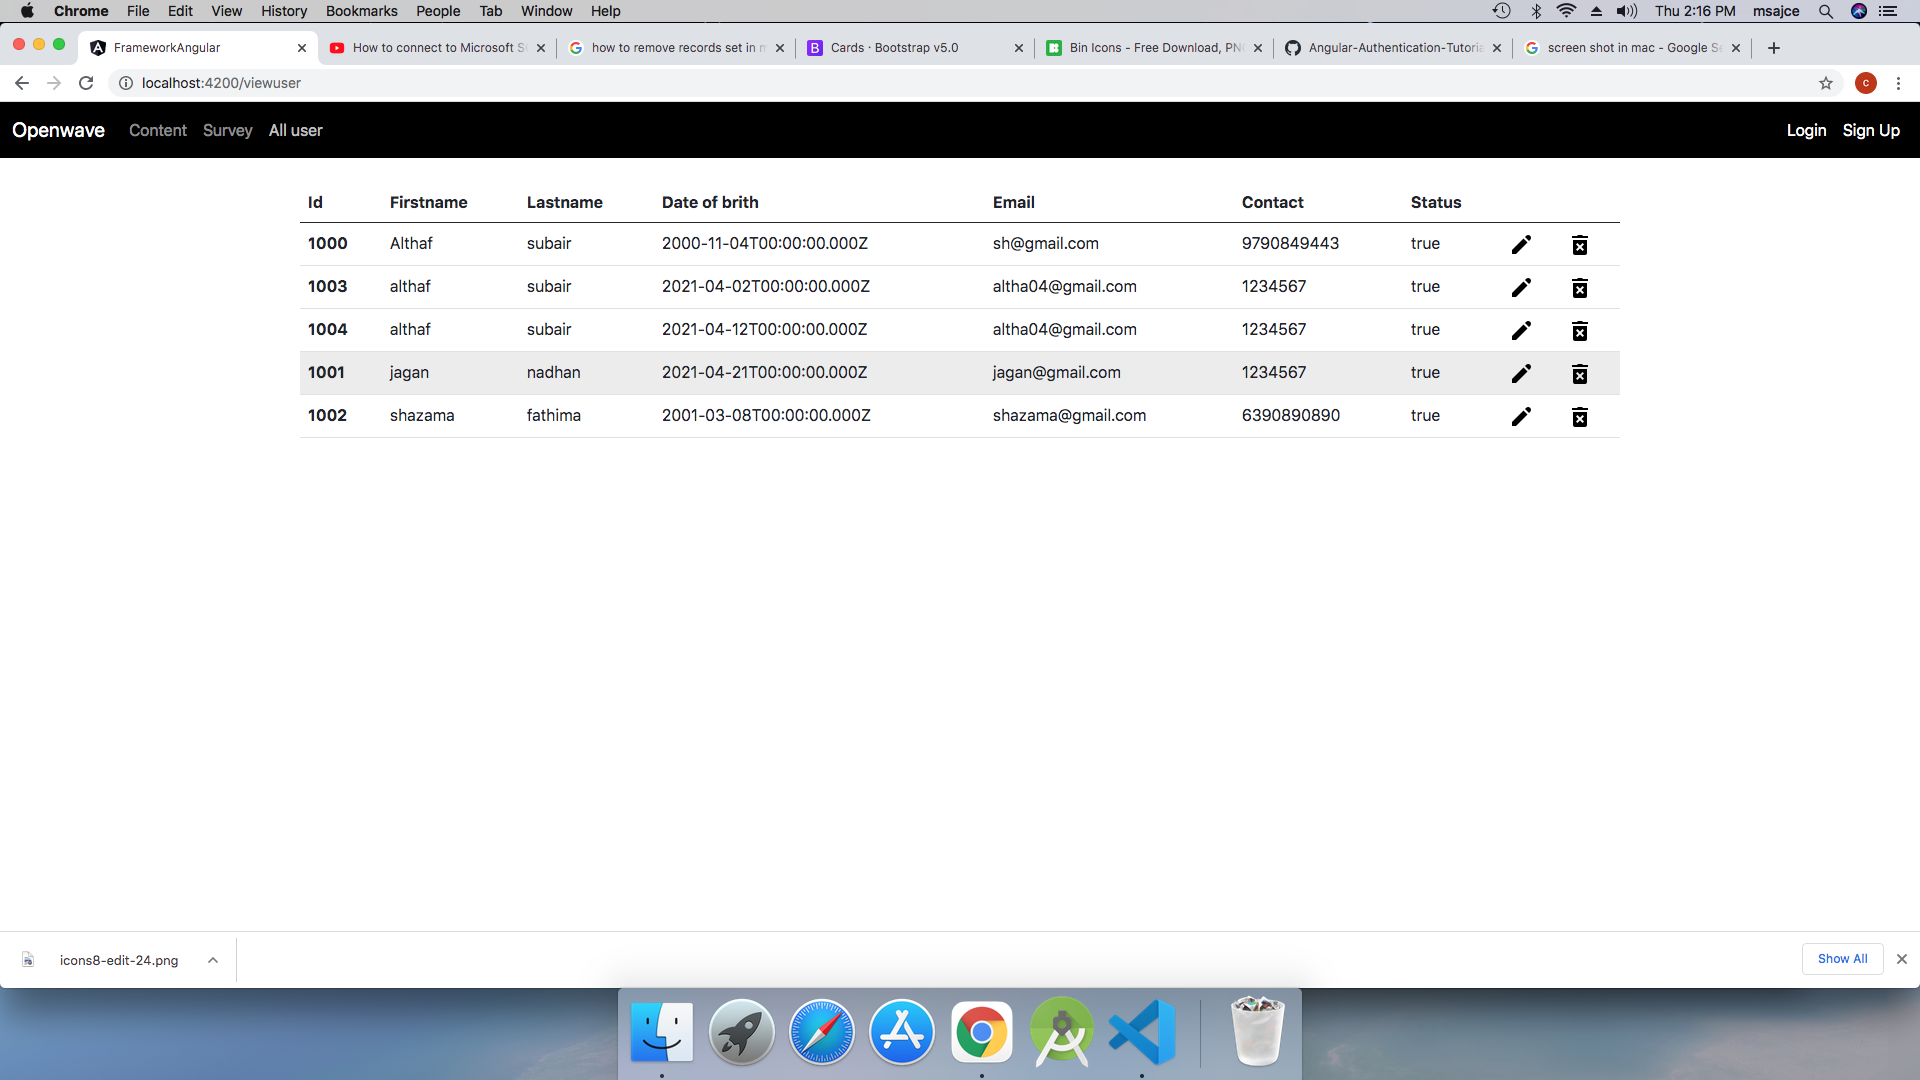 Chrome File Edit View History Bookmarks People Tab Window Help Thu 2:16 PM msajce
FrameworkAngular How to connect to Microsoft S how to remove records set in Cards · Bootstrap v5.0 Bin Icons - Free Download, PN Angular-Authentication-Tutoria screen shot in mac - Google S
localhost:4200/viewuser c
Openwave Content Survey All user Login Sign Up
Id Firstname Lastname Date of brith Email Contact Status
1000 Althaf subair 2000-11-04T00:00:00.000Z sh@gmail.com 9790849443 true
1003 althaf subair 2021-04-02T00:00:00.000Z altha04@gmail.com 1234567 true
1004 althaf subair 2021-04-12T00:00:00.000Z altha04@gmail.com 1234567 true
1001 jagan nadhan 2021-04-21T00:00:00.000Z jagan@gmail.com 1234567 true
1002 shazama fathima 2001-03-08T00:00:00.000Z shazama@gmail.com 6390890890 true
icons8-edit-24.png Show All